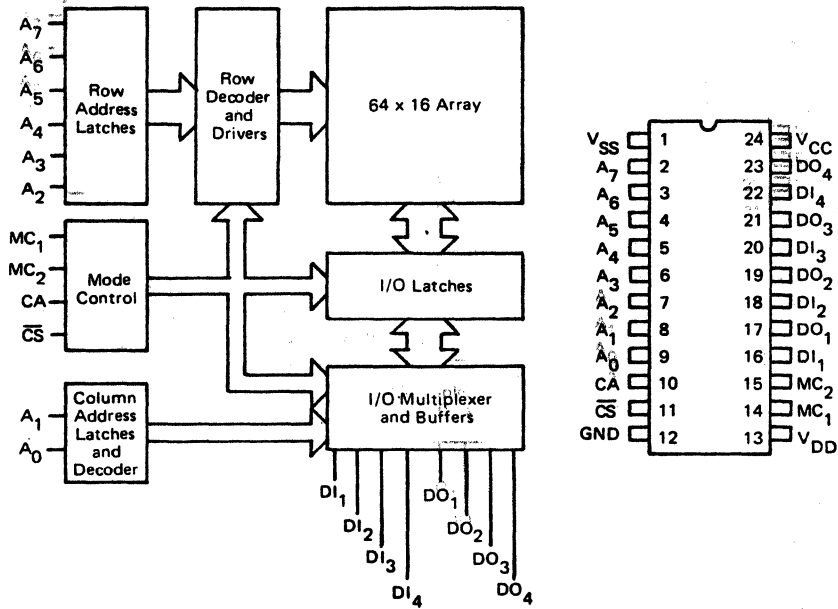 A7
A6
A5
A4
A3
A2
Row
Address
Latches
Row
Decoder
and
Drivers
64 x 16 Array
MC1
MC2
CA
C̅S̅
Mode
Control
I/O Latches
A1
A0
Column
Address
Latches
and
Decoder
I/O Multiplexer
and Buffers
DI1
DI2
DI3
DI4
DO1
DO2
DO3
DO4
VSS 1 24 VCC
A7 2 23 DO4
A6 3 22 DI4
A5 4 21 DO3
A4 5 20 DI3
A3 6 19 DO2
A2 7 18 DI2
A1 8 17 DO1
A0 9 16 DI1
CA 10 15 MC2
C̅S̅ 11 14 MC1
GND 12 13 VDD